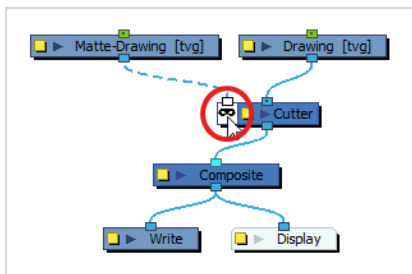 Matte-Drawing [tvg]
Drawing [tvg]
Cutter
Composite
Write
Display